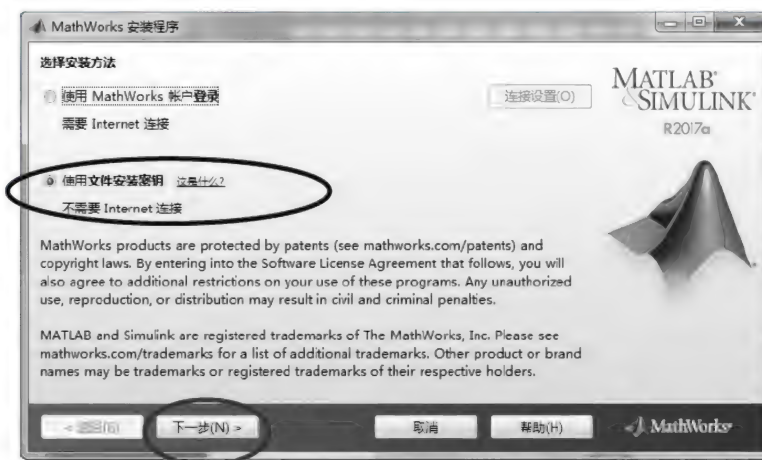 MathWorks 安装程序
选择安装方法
使用 MathWorks 帐户登录
连接设置(O)
需要 Internet 连接
使用文件安装密钥 这是什么?
不需要 Internet 连接
MATLAB®
SIMULINK®
R2017a
MathWorks products are protected by patents (see mathworks.com/patents) and
copyright laws. By entering into the Software License Agreement that follows, you will
also agree to additional restrictions on your use of these programs. Any unauthorized
use, reproduction, or distribution may result in civil and criminal penalties.
MATLAB and Simulink are registered trademarks of The MathWorks, Inc. Please see
mathworks.com/trademarks for a list of additional trademarks. Other product or brand
names may be trademarks or registered trademarks of their respective holders.
下一步(N) >
取消
帮助(H)
MathWorks